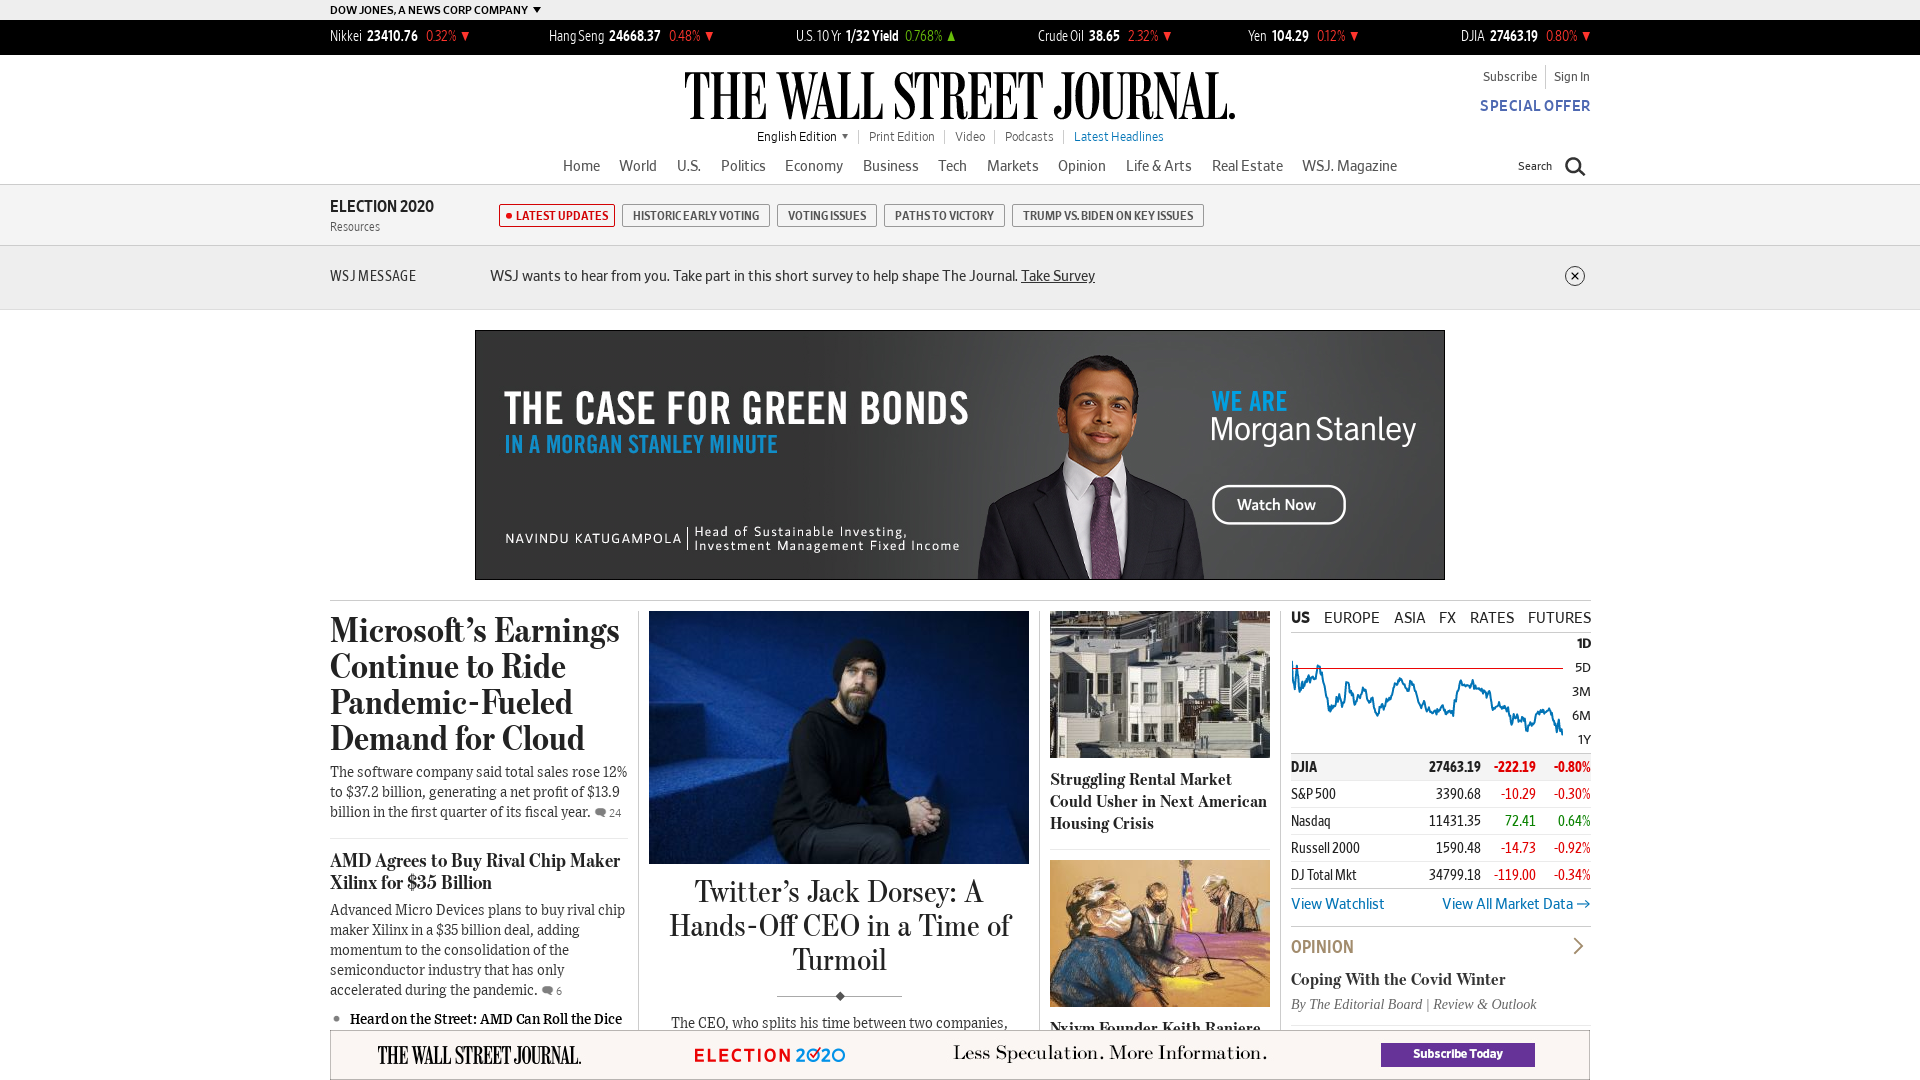 DOW JONES, A NEWS CORP COMPANY
Nikkei 23410.76 0.32% ▼ Hang Seng 24668.37 0.48% ▼ U.S. 10 Yr 1/32 Yield 0.768% ▲ Crude Oil 38.65 2.32% ▼ Yen 104.29 0.12% ▼ DJIA 27463.19 0.80% ▼
THE WALL STREET JOURNAL.
Subscribe Sign In
SPECIAL OFFER
English Edition Print Edition Video Podcasts Latest Headlines
Home World U.S. Politics Economy Business Tech Markets Opinion Life & Arts Real Estate WSJ. Magazine Search
ELECTION 2020
Resources
LATEST UPDATES HISTORIC EARLY VOTING VOTING ISSUES PATHS TO VICTORY TRUMP VS. BIDEN ON KEY ISSUES
WSJ MESSAGE WSJ wants to hear from you. Take part in this short survey to help shape The Journal. Take Survey
THE CASE FOR GREEN BONDS
IN A MORGAN STANLEY MINUTE
NAVINDU KATUGAMPOLA
Head of Sustainable Investing,
Investment Management Fixed Income
WE ARE
Morgan Stanley
Watch Now
Microsoft’s Earnings
Continue to Ride
Pandemic-Fueled
Demand for Cloud
The software company said total sales rose 12%
to $37.2 billion, generating a net profit of $13.9
billion in the first quarter of its fiscal year. 24
AMD Agrees to Buy Rival Chip Maker
Xilinx for $35 Billion
Advanced Micro Devices plans to buy rival chip
maker Xilinx in a $35 billion deal, adding
momentum to the consolidation of the
semiconductor industry that has only
accelerated during the pandemic. 6
Heard on the Street: AMD Can Roll the Dice
Twitter’s Jack Dorsey: A
Hands-Off CEO in a Time of
Turmoil
The CEO, who splits his time between two companies,
Struggling Rental Market
Could Usher in Next American
Housing Crisis
Nxivm Founder Keith Raniere
US EUROPE ASIA FX RATES FUTURES
1D
5D
3M
6M
1Y
DJIA 27463.19 -222.19 -0.80%
S&P 500 3390.68 -10.29 -0.30%
Nasdaq 11431.35 72.41 0.64%
Russell 2000 1590.48 -14.73 -0.92%
DJ Total Mkt 34799.18 -119.00 -0.34%
View Watchlist View All Market Data
OPINION
Coping With the Covid Winter
By The Editorial Board | Review & Outlook
THE WALL STREET JOURNAL. ELECTION 2020 Less Speculation. More Information. Subscribe Today